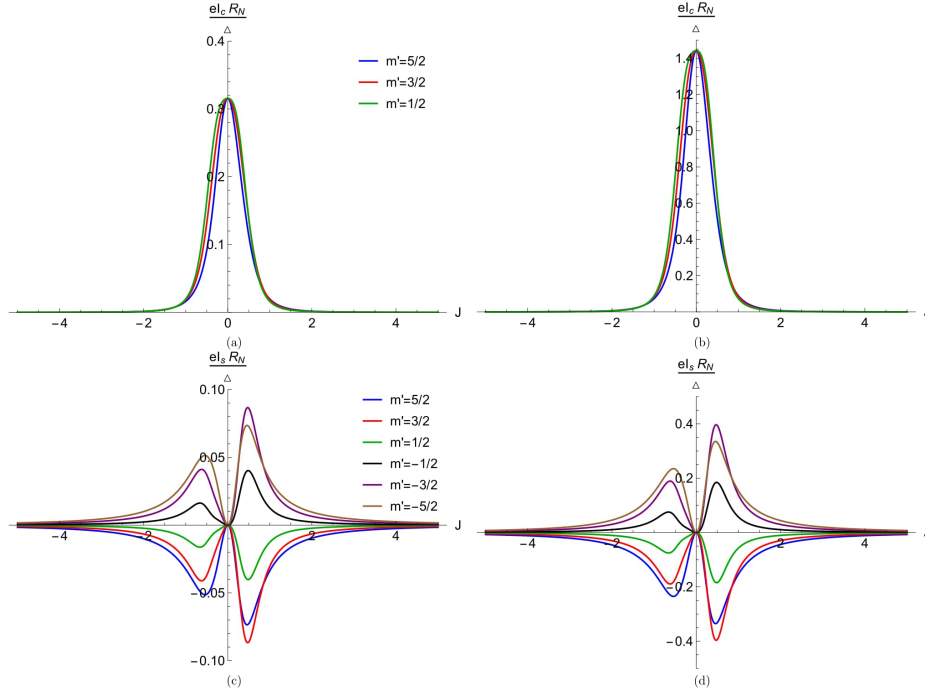 eI_c R_N
△
0.4
0.3
0.2
0.1
−4
−2
0
2
4
J
m'=5/2
m'=3/2
m'=1/2
(a)
eI_c R_N
△
1.4
1.2
1.0
0.8
0.6
0.4
0.2
−4
−2
0
2
4
(b)
eI_s R_N
△
0.10
0.05
−0.05
−0.10
−4
−2
2
4
J
m'=5/2
m'=3/2
m'=1/2
m'=−1/2
m'=−3/2
m'=−5/2
(c)
eI_s R_N
△
0.4
0.2
−0.2
−0.4
−4
−2
2
4
(d)